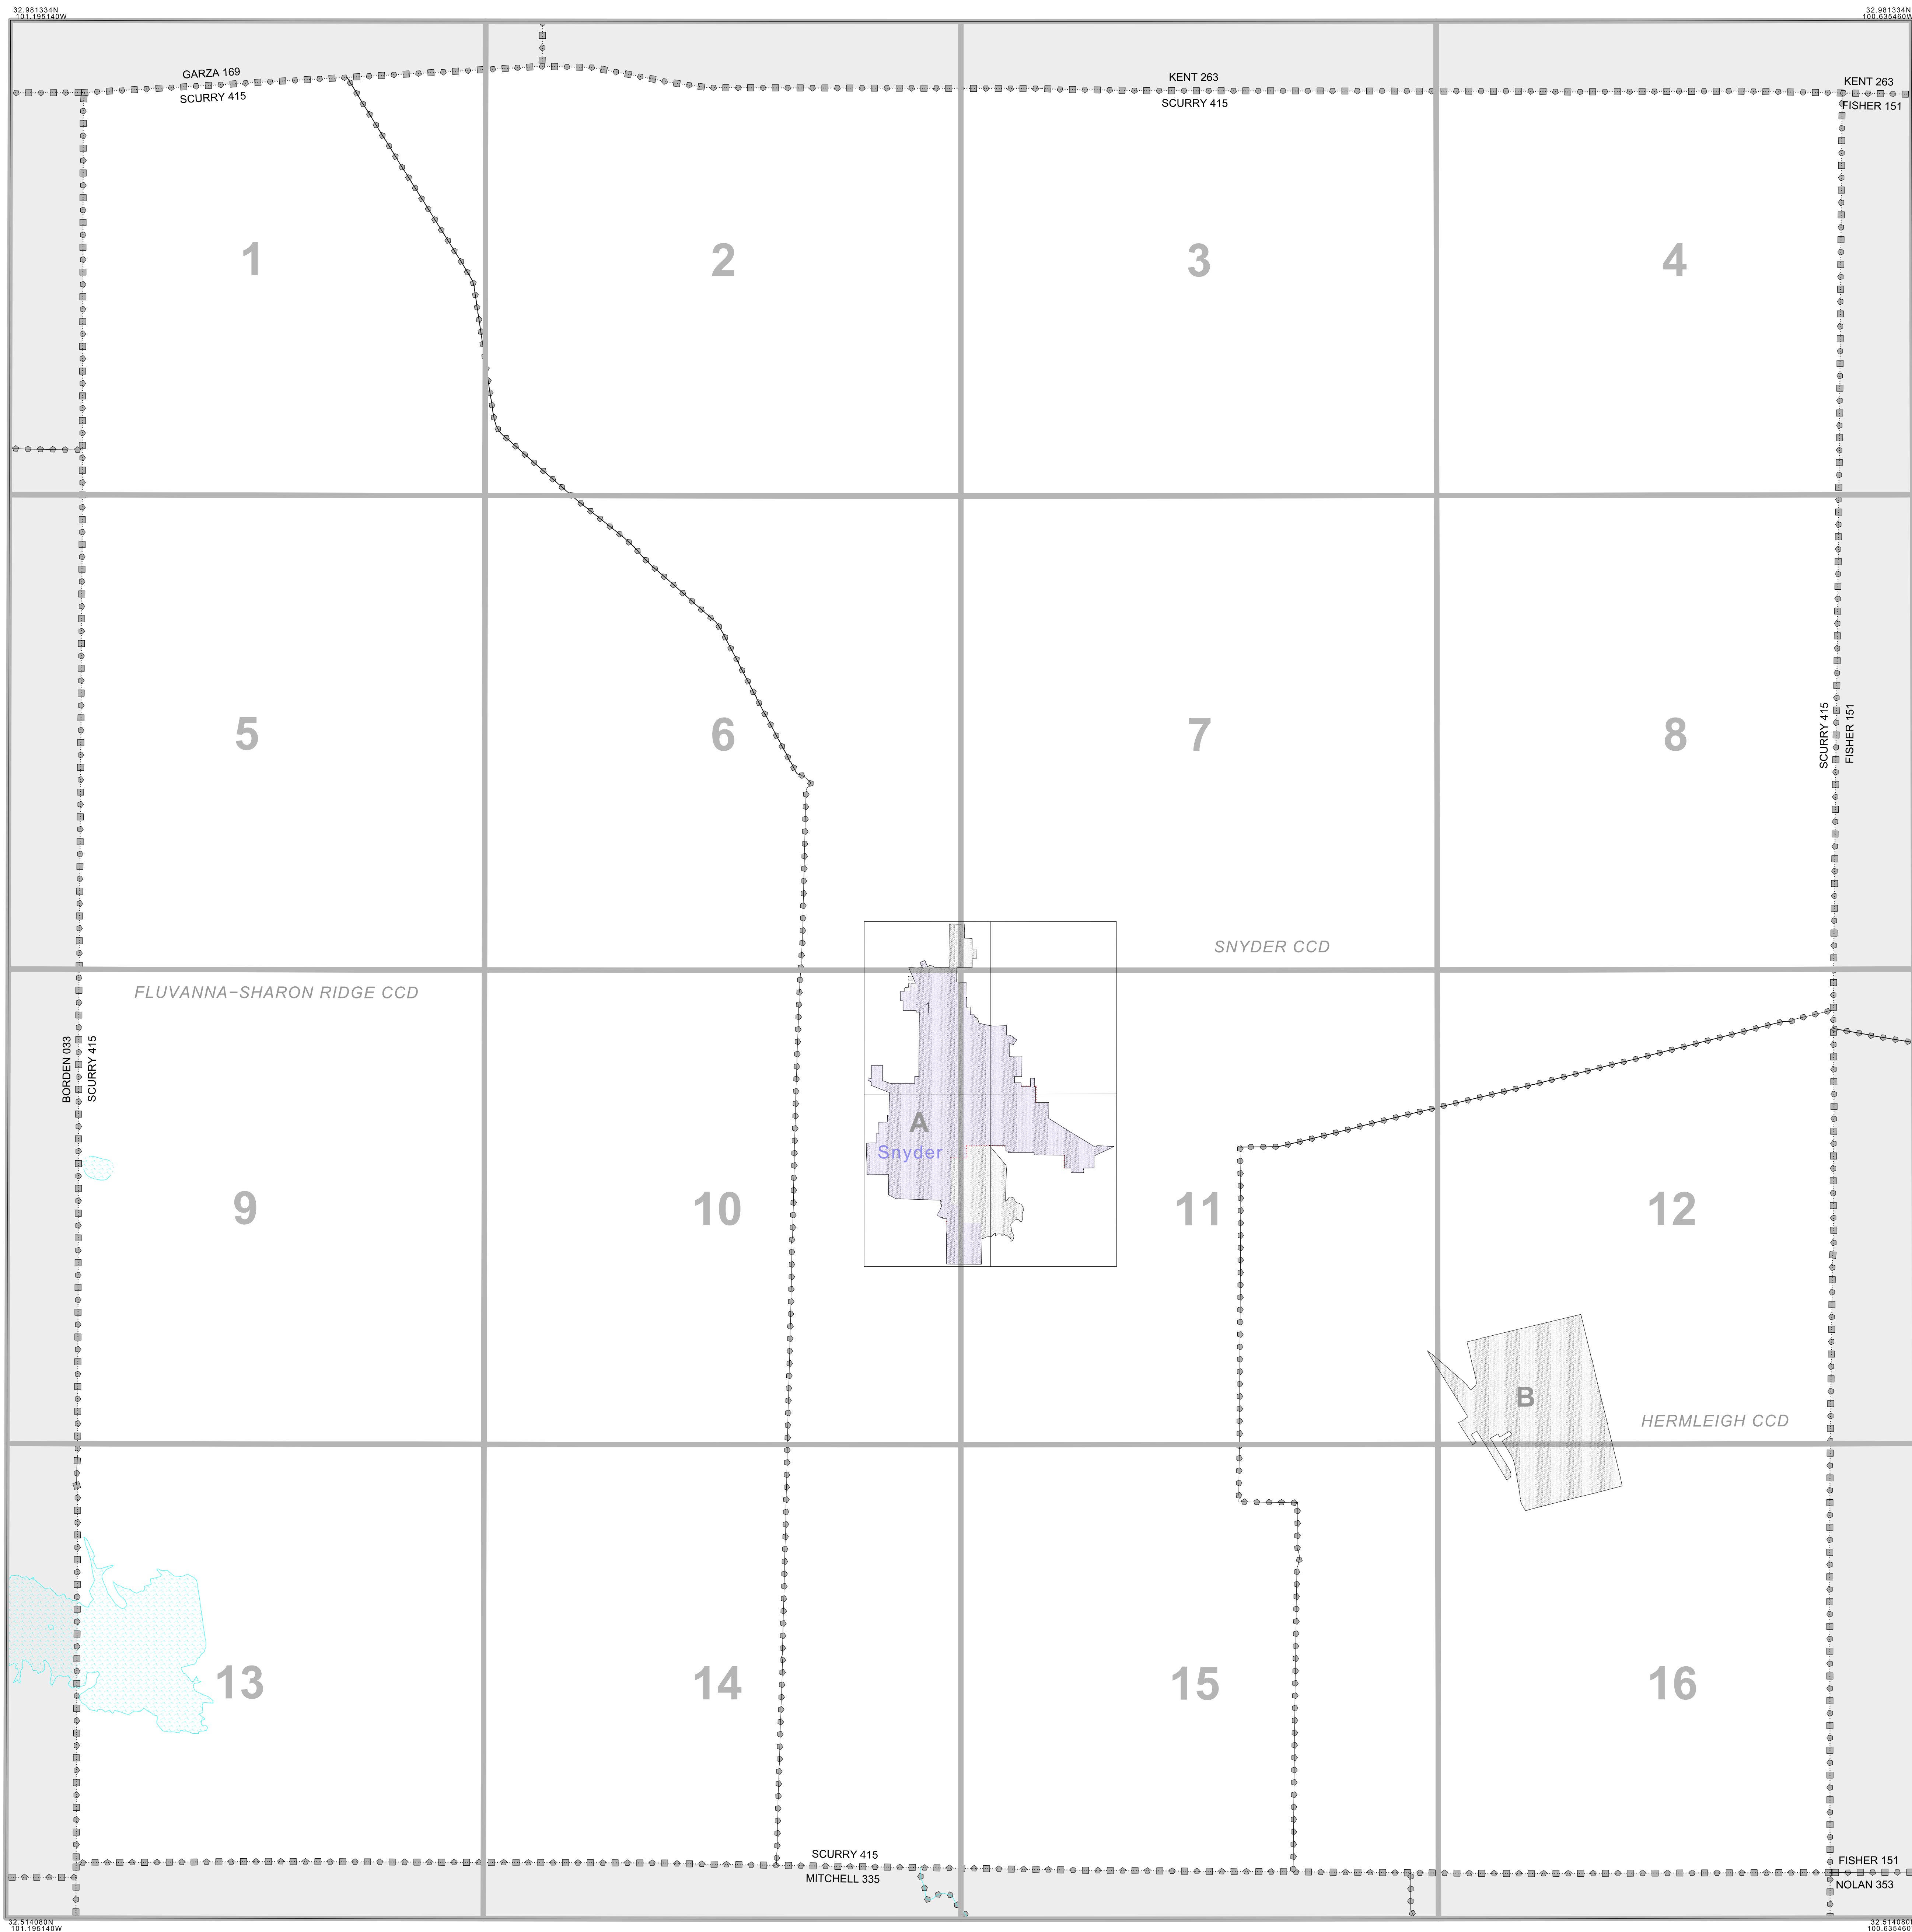 32.981334N
101.195140W
32.981334N
100.635460W
GARZA 169
SCURRY 415
KENT 263
SCURRY 415
KENT 263
FISHER 151
1
2
3
4
5
6
7
8
SCURRY 415
FISHER 151
SNYDER CCD
FLUVANNA-SHARON RIDGE CCD
1
BORDEN 033
SCURRY 415
A
Snyder
9
10
11
12
B
HERMLEIGH CCD
13
14
15
16
SCURRY 415
MITCHELL 335
FISHER 151
NOLAN 353
32.514080N
101.195140W
32.514080N
100.635460W